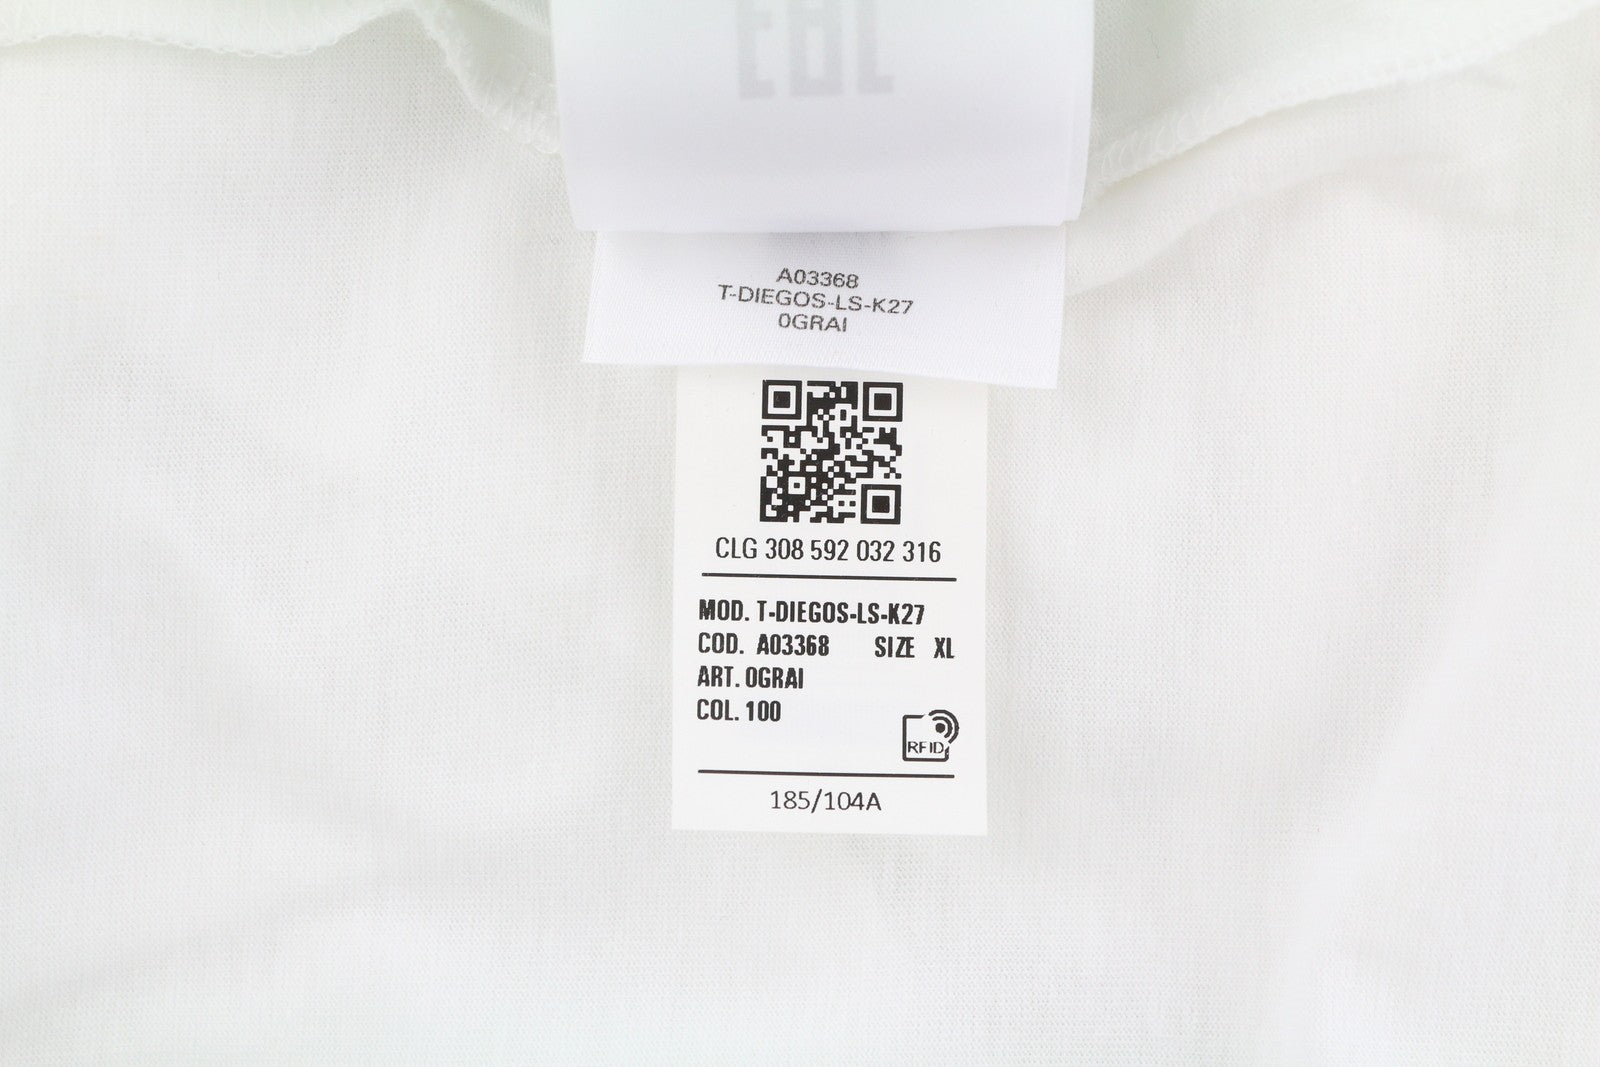 EAC
A03368
T-DIEGOS-LS-K27
0GRAI
CLG 308 592 032 316
MOD. T-DIEGOS-LS-K27
COD. A03368 SIZE XL
ART. 0GRAI
COL. 100
RFID
185/104A